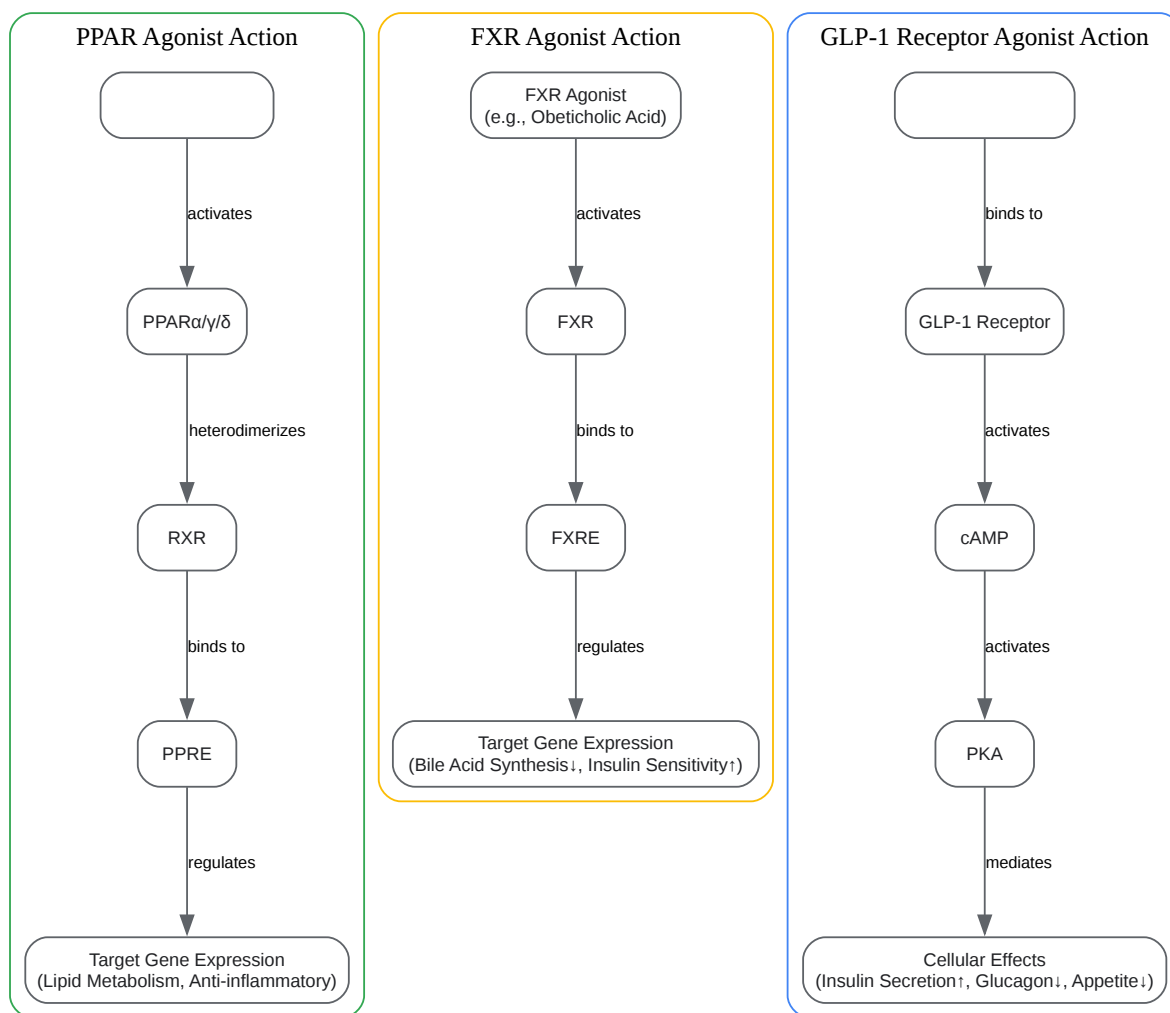 PPAR Agonist Action
activates
PPARα/γ/δ
heterodimerizes
RXR
binds to
PPRE
regulates
Target Gene Expression
(Lipid Metabolism, Anti-inflammatory)
FXR Agonist Action
FXR Agonist
(e.g., Obeticholic Acid)
activates
FXR
binds to
FXRE
regulates
Target Gene Expression
(Bile Acid Synthesis↓, Insulin Sensitivity↑)
GLP-1 Receptor Agonist Action
binds to
GLP-1 Receptor
activates
cAMP
activates
PKA
mediates
Cellular Effects
(Insulin Secretion↑, Glucagon↓, Appetite↓)